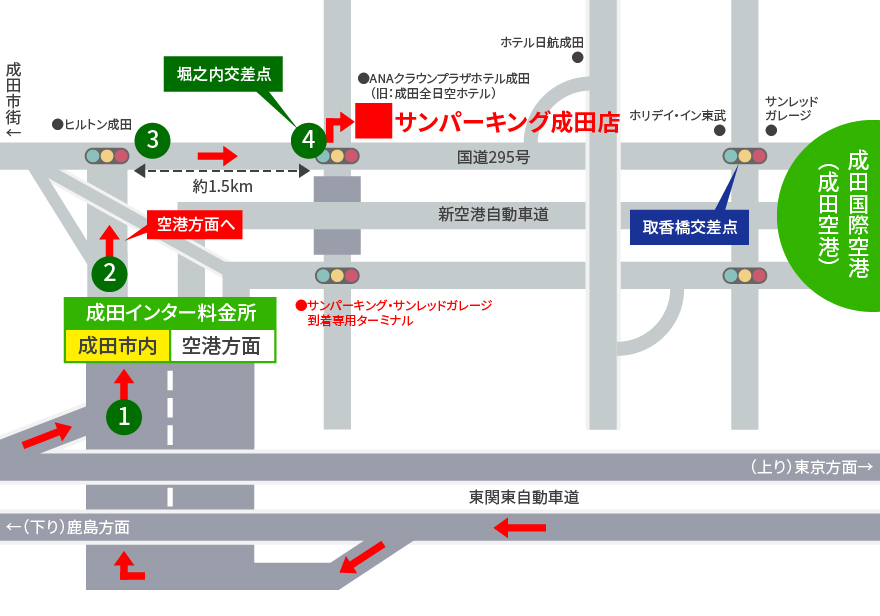 ホテル日航成田
成田市街←
堀之内交差点
ANAクラウンプラザホテル成田
（旧：成田全日空ホテル）
ヒルトン成田
3
4
サンパーキング成田店
ホリデイ・イン東武
サンレッド
ガレージ
国道295号
約1.5km
成田国際空港
（成田空港）
新空港自動車道
空港方面へ
取香橋交差点
2
成田インター料金所
成田市内
空港方面
サンパーキング・サンレッドガレージ
到着専用ターミナル
1
（上り）東京方面→
東関東自動車道
←（下り）鹿島方面